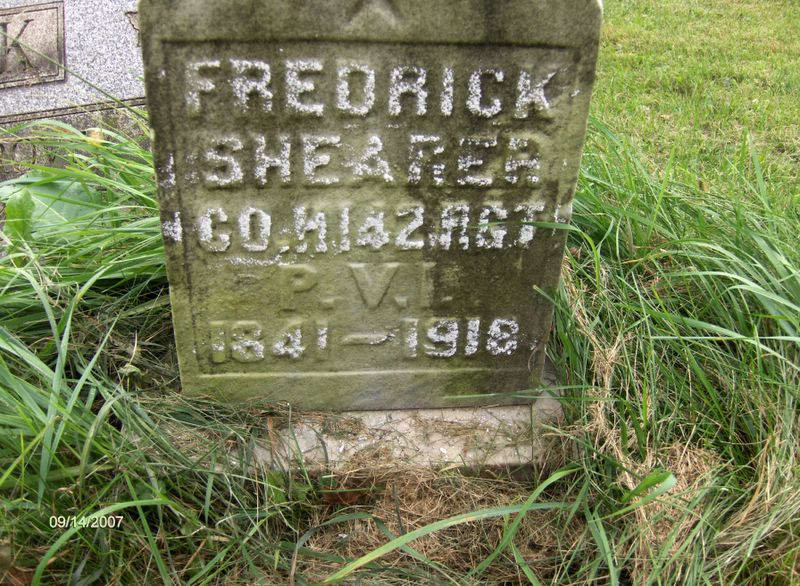 K
FREDRICK
SHEARER
CO. H 142. RGT
P.V.I.
1841–1918
09/14/2007